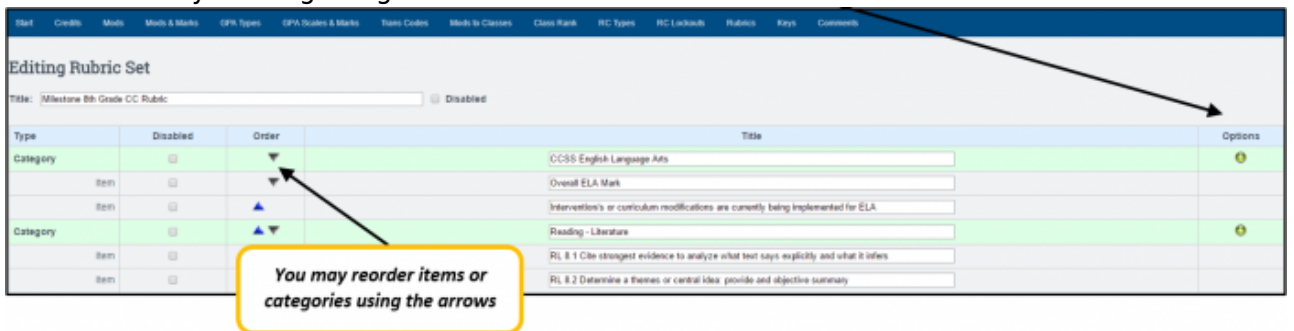 Start Credits Mods Mods & Marks GPA Types GPA Scales & Marks Trans Codes Mods to Classes Class Rank RC Types RC Lockouts Rubrics Keys Comments
Editing Rubric Set
Title: Milestone 8th Grade CC Rubric Disabled
Type Disabled Order Title Options
Category CCSS English Language Arts
Item Overall ELA Mark
Item Intervention's or curriculum modifications are currently being implemented for ELA
Category Reading - Literature
Item RL 8.1 Cite strongest evidence to analyze what text says explicitly and what it infers
Item RL 8.2 Determine a themes or central idea: provide and objective summary
You may reorder items or
categories using the arrows